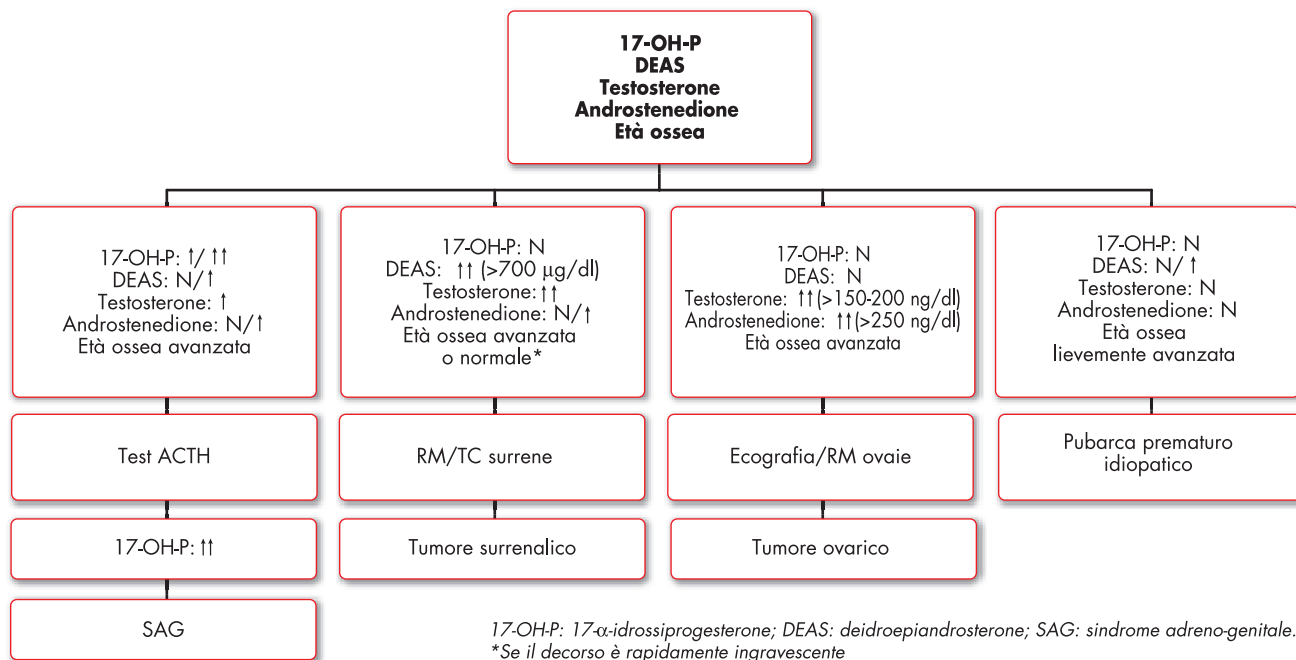 17-OH-P
DEAS
Testosterone
Androstenedione
Età ossea
17-OH-P: ↑/ ↑↑
DEAS: N/↑
Testosterone: ↑
Androstenedione: N/↑
Età ossea avanzata
17-OH-P: N
DEAS: ↑↑ (>700 µg/dl)
Testosterone: ↑↑
Androstenedione: N/↑
Età ossea avanzata
o normale*
17-OH-P: N
DEAS: N
Testosterone: ↑↑ (>150-200 ng/dl)
Androstenedione: ↑↑ (>250 ng/dl)
Età ossea avanzata
17-OH-P: N
DEAS: N/ ↑
Testosterone: N
Androstenedione: N
Età ossea
lievemente avanzata
Test ACTH
RM/TC surrene
Ecografia/RM ovaie
Pubarca prematuro
idiopatico
17-OH-P: ↑↑
Tumore surrenalico
Tumore ovarico
SAG
17-OH-P: 17-α-idrossiprogesterone; DEAS: deidroepiandrosterone; SAG: sindrome adreno-genitale.
*Se il decorso è rapidamente ingravescente